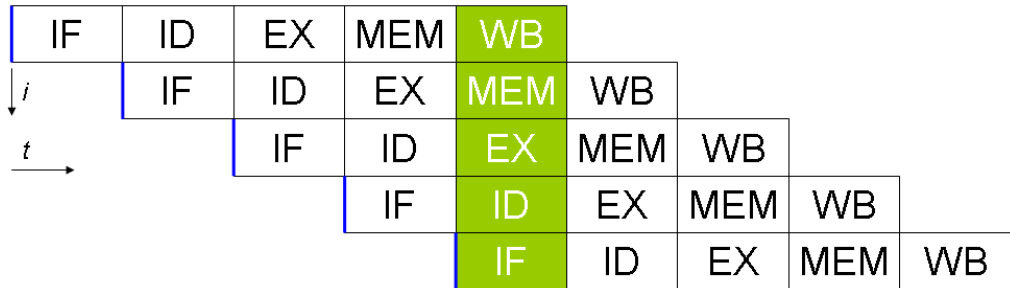 IF ID EX MEM WB
i IF ID EX MEM WB
t IF ID EX MEM WB
IF ID EX MEM WB
IF ID EX MEM WB